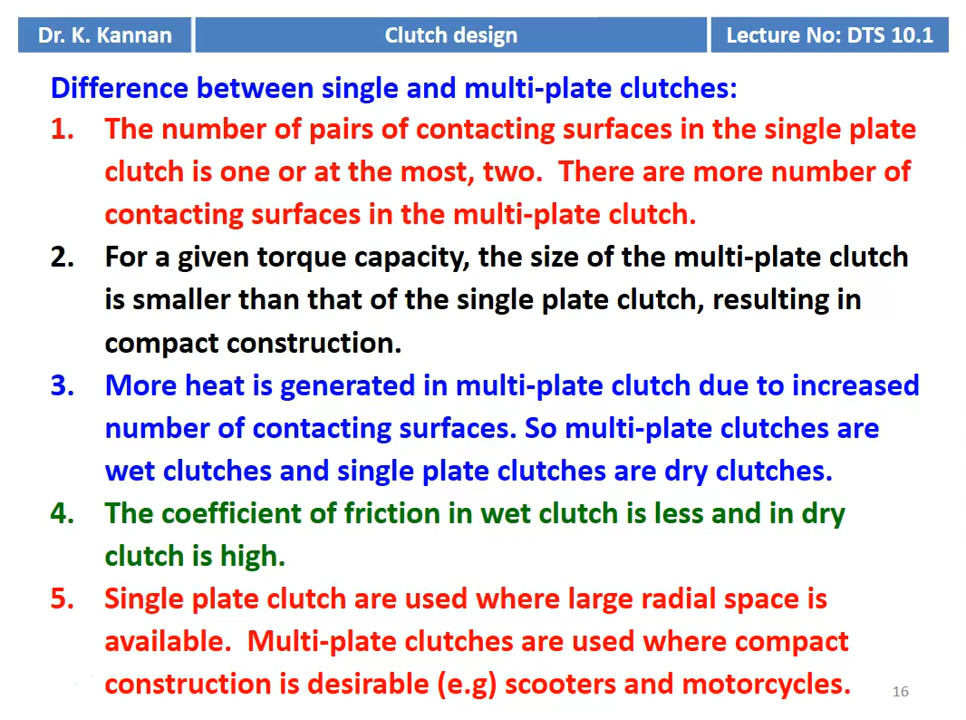 Dr. K. Kannan
Clutch design
Lecture No: DTS 10.1
Difference between single and multi-plate clutches:
1. The number of pairs of contacting surfaces in the single plate
clutch is one or at the most, two. There are more number of
contacting surfaces in the multi-plate clutch.
2. For a given torque capacity, the size of the multi-plate clutch
is smaller than that of the single plate clutch, resulting in
compact construction.
3. More heat is generated in multi-plate clutch due to increased
number of contacting surfaces. So multi-plate clutches are
wet clutches and single plate clutches are dry clutches.
4. The coefficient of friction in wet clutch is less and in dry
clutch is high.
5. Single plate clutch are used where large radial space is
available. Multi-plate clutches are used where compact
construction is desirable (e.g) scooters and motorcycles.
16